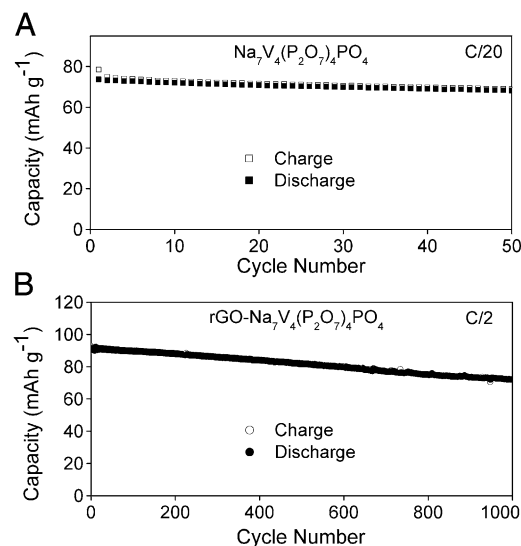 A
Na₇V₄(P₂O₇)₄PO₄ C/20
80
60
40
20
0
Capacity (mAh g⁻¹)
□ Charge
■ Discharge
0 10 20 30 40 50
Cycle Number
B
rGO-Na₇V₄(P₂O₇)₄PO₄ C/2
120
100
80
60
40
20
0
Capacity (mAh g⁻¹)
○ Charge
● Discharge
0 200 400 600 800 1000
Cycle Number